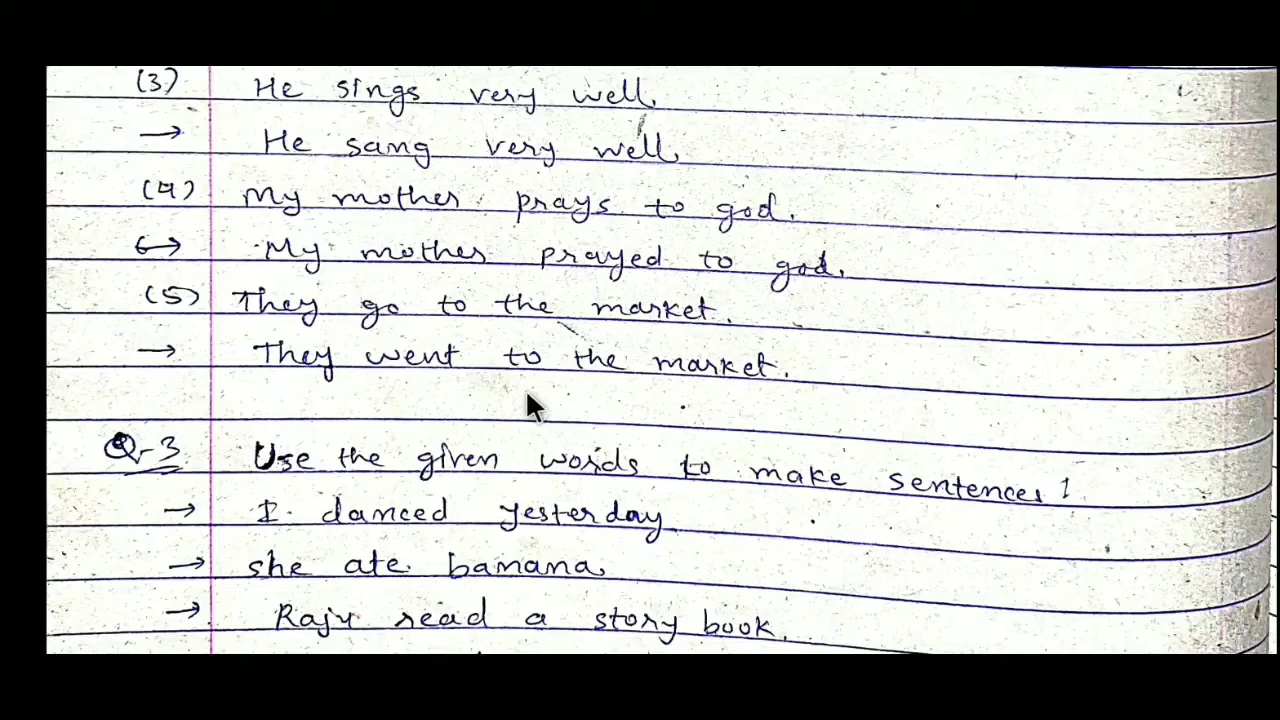 (3) He sings very well.
→ He sang very well.
(4) My mother prays to god.
↔ My mother prayed to god.
(5) They go to the market.
→ They went to the market.
Q-3 Use the given words to make sentences !
→ I danced yesterday
→ she ate banana.
→ Raju read a story book.